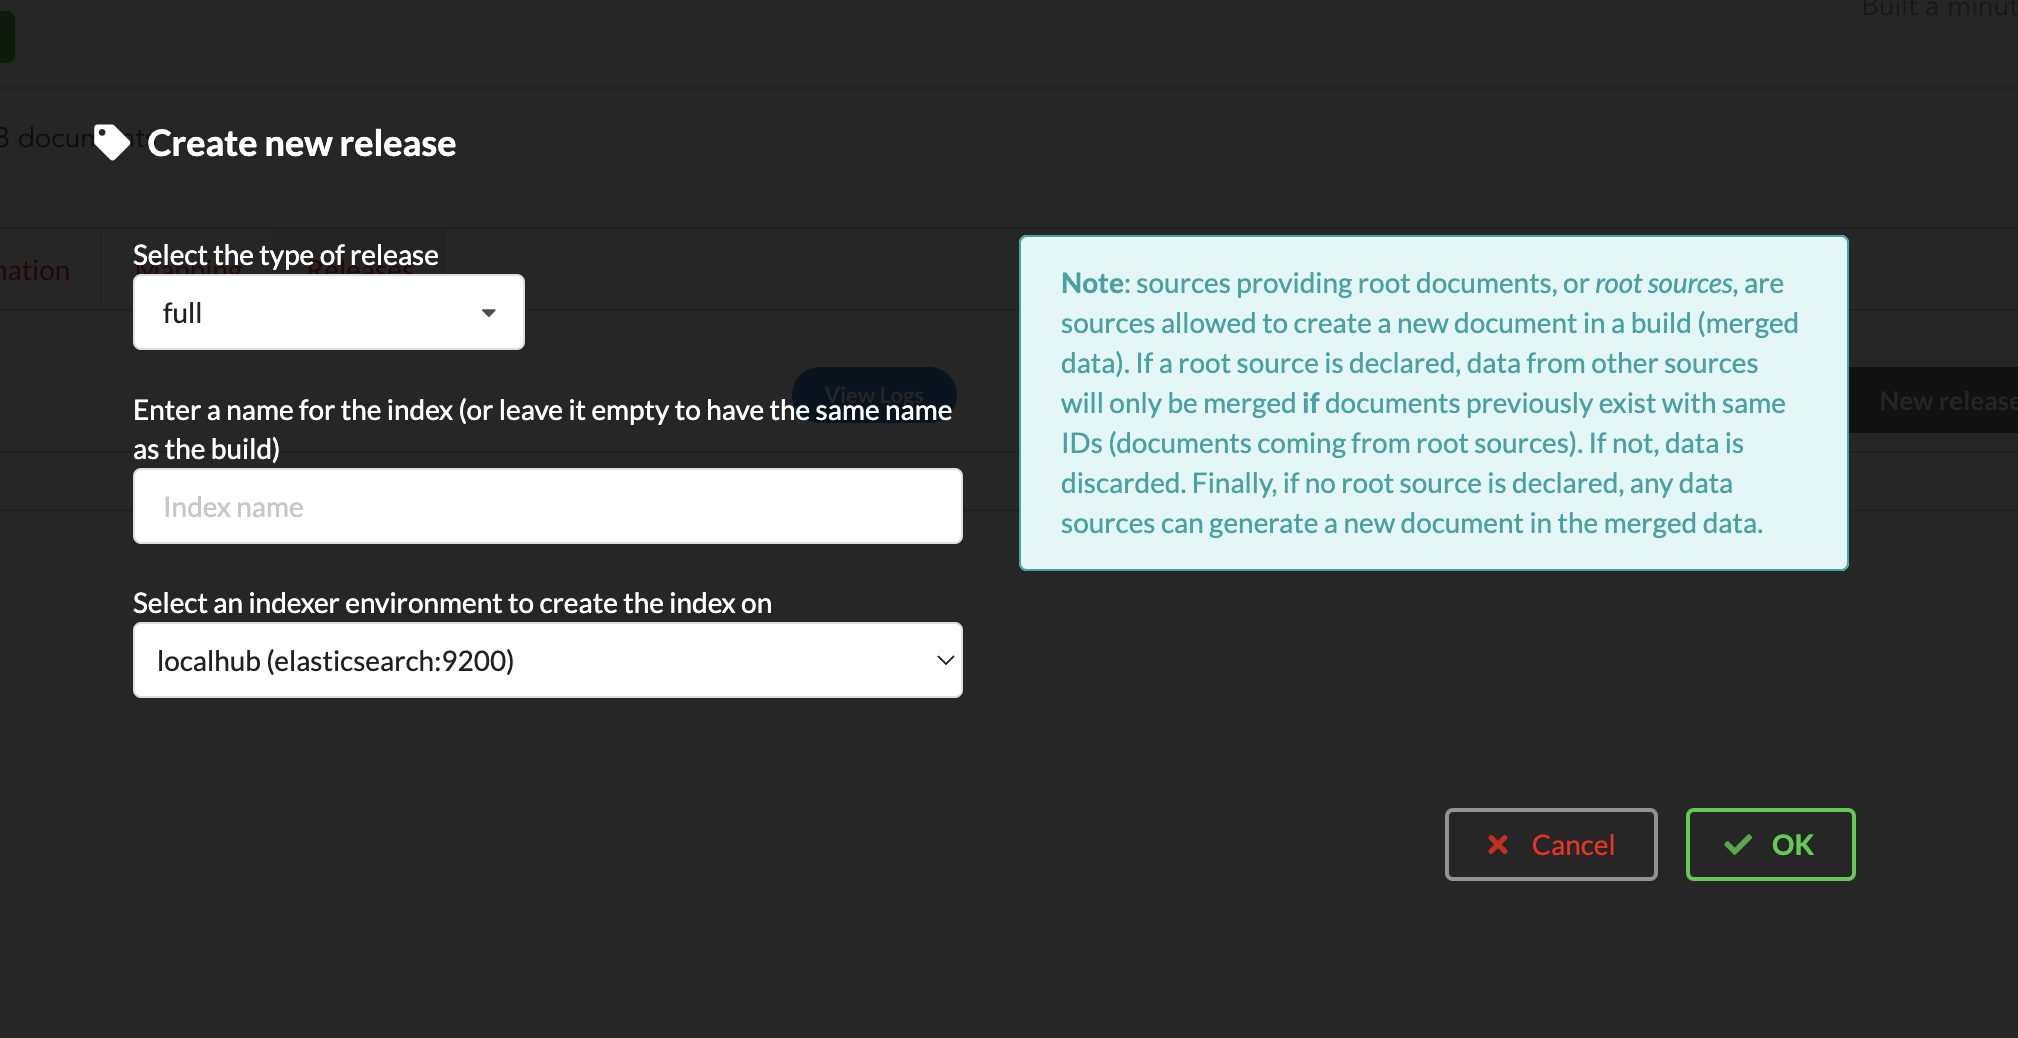 Built a minut
8 documents
Create new release
Select the type of release
nation
Mapping
Releases
full
View Logs
Enter a name for the index (or leave it empty to have the same name
as the build)
Index name
Select an indexer environment to create the index on
localhub (elasticsearch:9200)
Note: sources providing root documents, or root sources, are
sources allowed to create a new document in a build (merged
data). If a root source is declared, data from other sources
will only be merged if documents previously exist with same
IDs (documents coming from root sources). If not, data is
discarded. Finally, if no root source is declared, any data
sources can generate a new document in the merged data.
New release
Cancel
OK